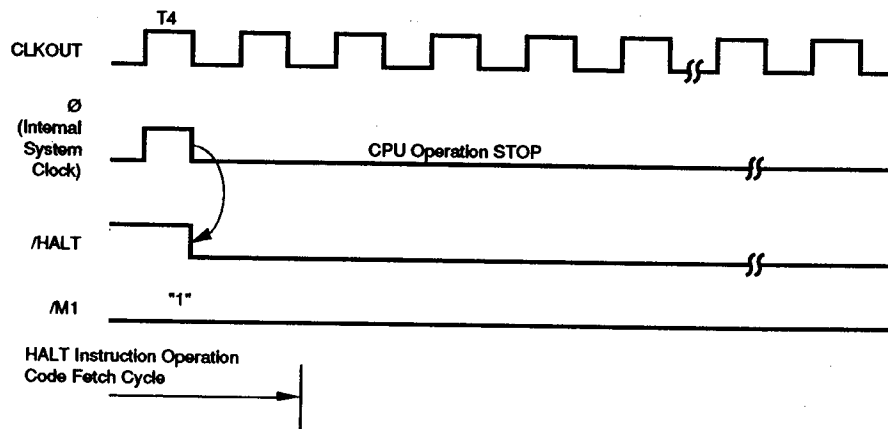 T4
CLKOUT
Ø
(Internal
System
Clock)
CPU Operation STOP
/HALT
"1"
/M1
HALT Instruction Operation
Code Fetch Cycle